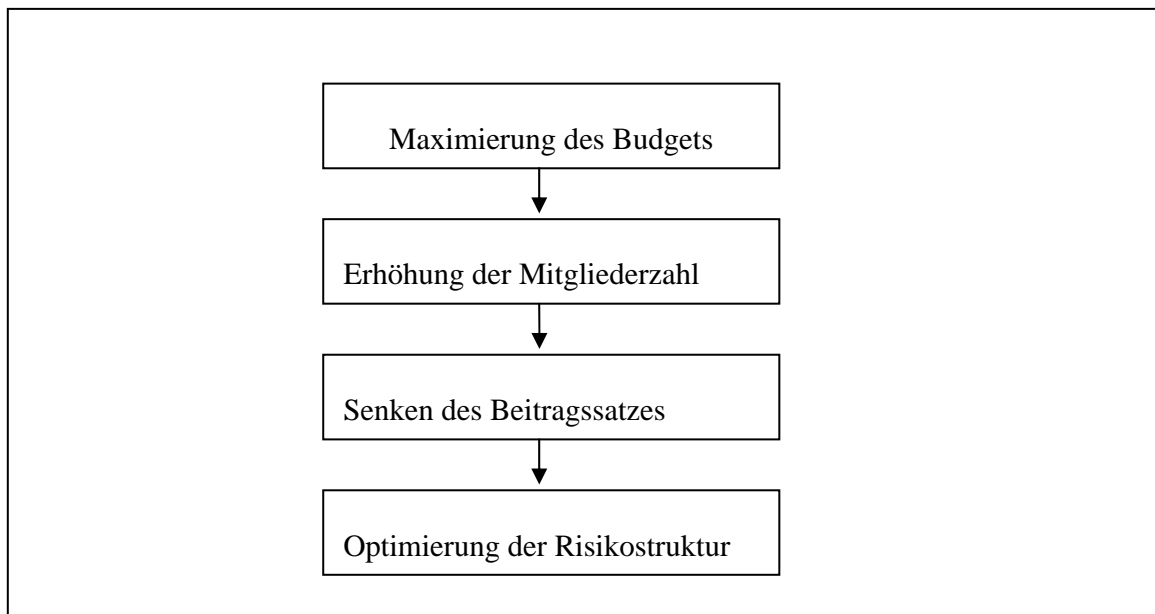 Maximierung des Budgets
Erhöhung der Mitgliederzahl
Senken des Beitragssatzes
Optimierung der Risikostruktur